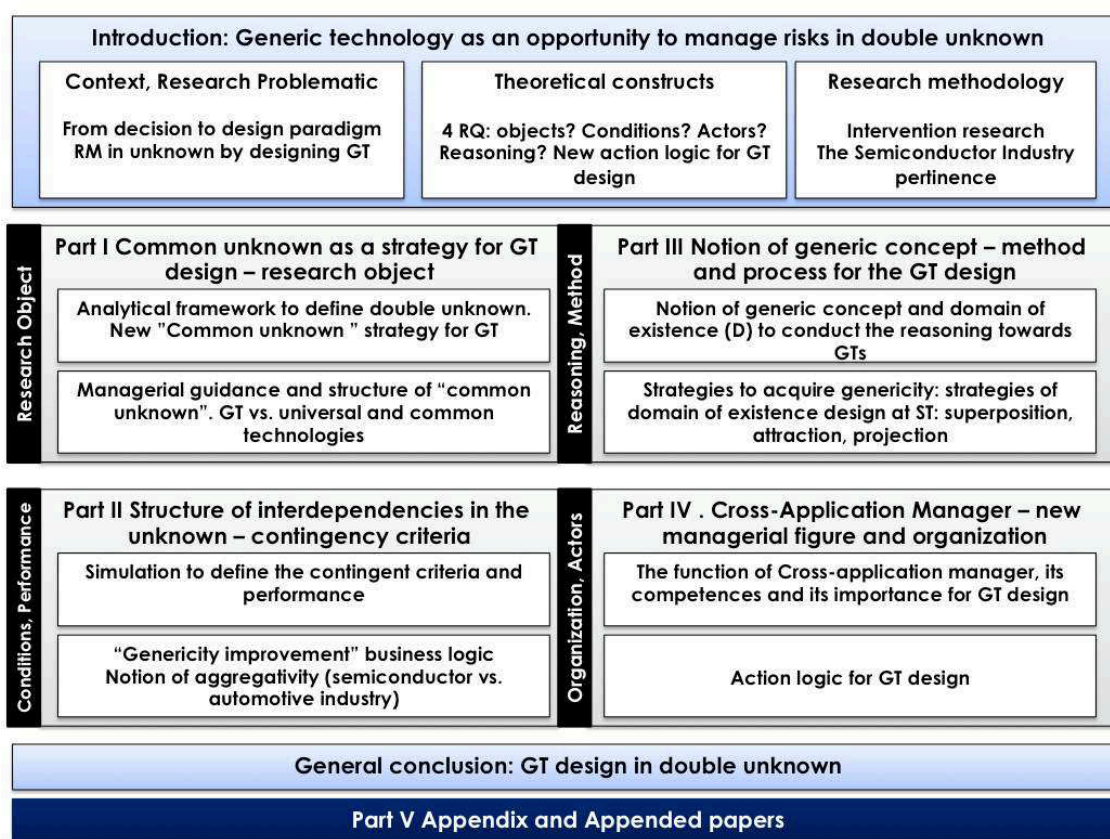 Introduction: Generic technology as an opportunity to manage risks in double unknown
Context, Research Problematic
From decision to design paradigm
RM in unknown by designing GT
Theoretical constructs
4 RQ: objects? Conditions? Actors?
Reasoning? New action logic for GT
design
Research methodology
Intervention research
The Semiconductor Industry
pertinence
Research Object
Part I Common unknown as a strategy for GT
design – research object
Analytical framework to define double unknown.
New ”Common unknown ” strategy for GT
Managerial guidance and structure of “common
unknown”. GT vs. universal and common
technologies
Reasoning, Method
Part III Notion of generic concept – method
and process for the GT design
Notion of generic concept and domain of
existence (D) to conduct the reasoning towards
GTs
Strategies to acquire genericity: strategies of
domain of existence design at ST: superposition,
attraction, projection
Conditions, Performance
Part II Structure of interdependencies in the
unknown – contingency criteria
Simulation to define the contingent criteria and
performance
“Genericity improvement” business logic
Notion of aggregativity (semiconductor vs.
automotive industry)
Organization, Actors
Part IV . Cross-Application Manager – new
managerial figure and organization
The function of Cross-application manager, its
competences and its importance for GT design
Action logic for GT design
General conclusion: GT design in double unknown
Part V Appendix and Appended papers